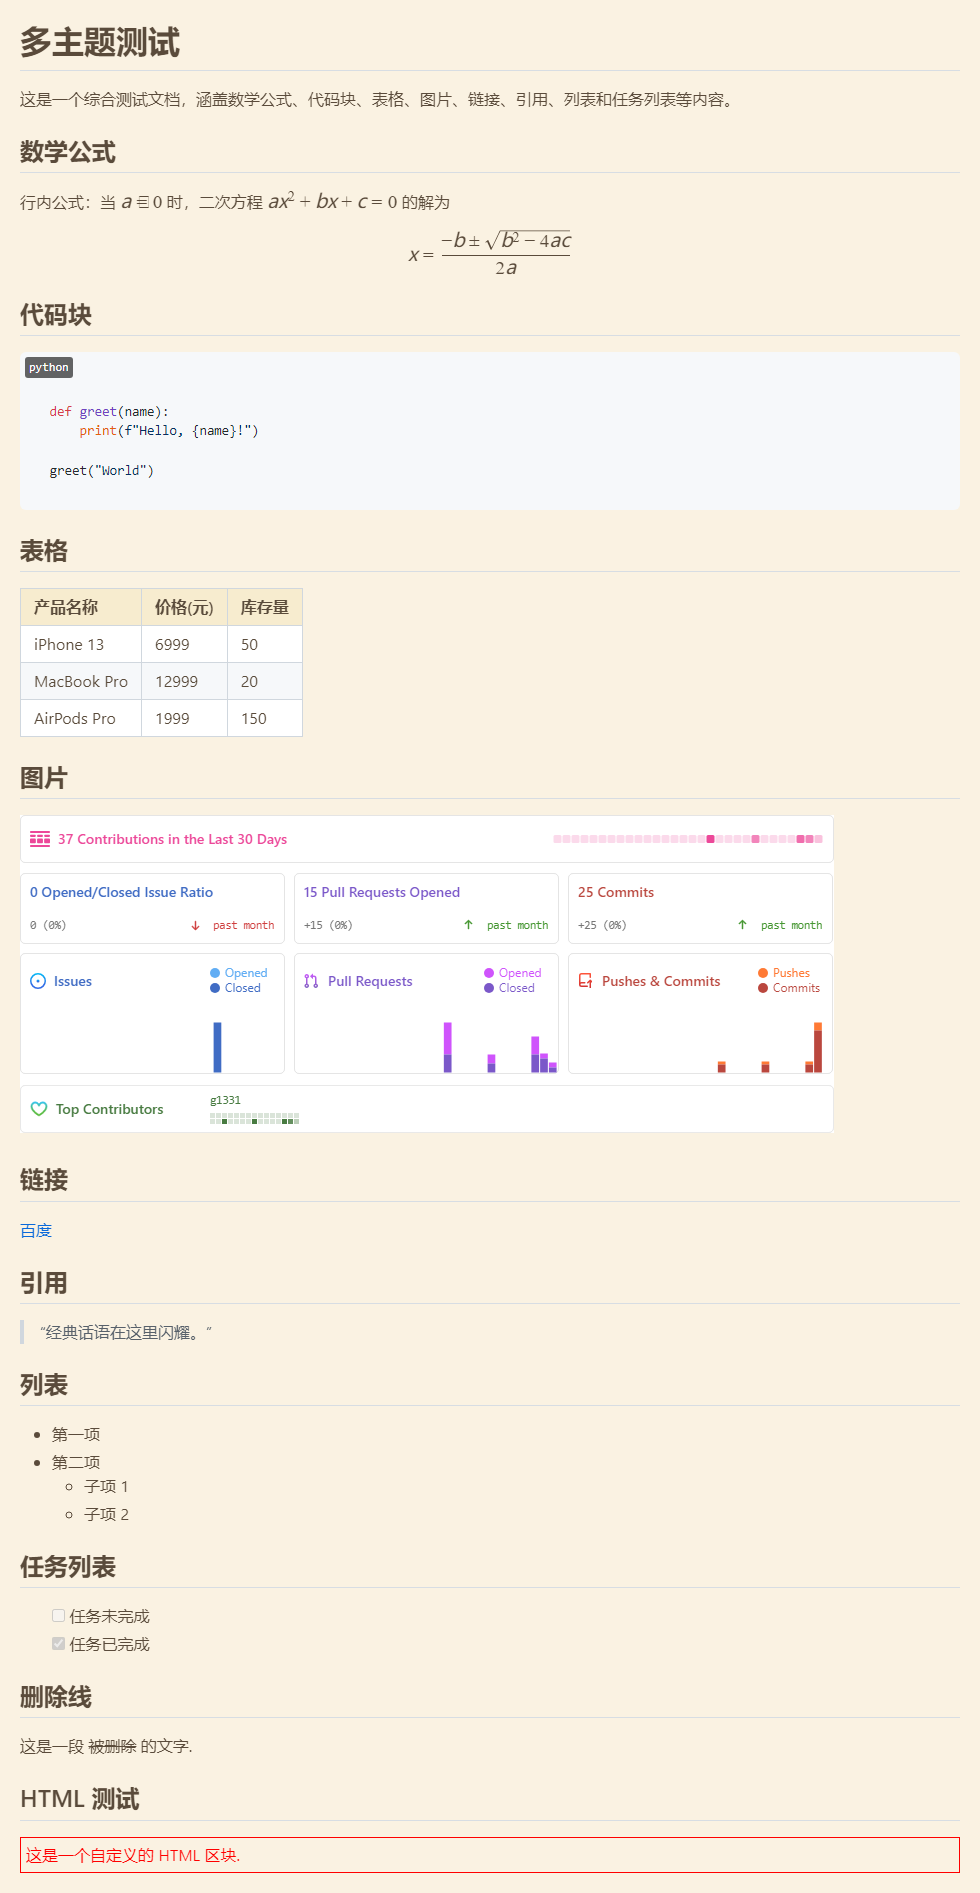 多主题测试
这是一个综合测试文档，涵盖数学公式、代码块、表格、图片、链接、引用、列表和任务列表等内容。
数学公式
行内公式：当 a ≡ 0 时，二次方程 ax² + bx + c = 0 的解为
x = (−b ± √(b² − 4ac)) / 2a
代码块
python
def greet(name):
    print(f"Hello, {name}!")
greet("World")
表格
产品名称 价格(元) 库存量
iPhone 13 6999 50
MacBook Pro 12999 20
AirPods Pro 1999 150
图片
37 Contributions in the Last 30 Days
0 Opened/Closed Issue Ratio
0 (0%) ↓ past month
15 Pull Requests Opened
+15 (0%) ↑ past month
25 Commits
+25 (0%) ↑ past month
Issues
Opened
Closed
Pull Requests
Opened
Closed
Pushes & Commits
Pushes
Commits
Top Contributors
g1331
链接
百度
引用
“经典话语在这里闪耀。”
列表
第一项
第二项
子项 1
子项 2
任务列表
任务未完成
任务已完成
删除线
这是一段 被删除 的文字.
HTML 测试
这是一个自定义的 HTML 区块.